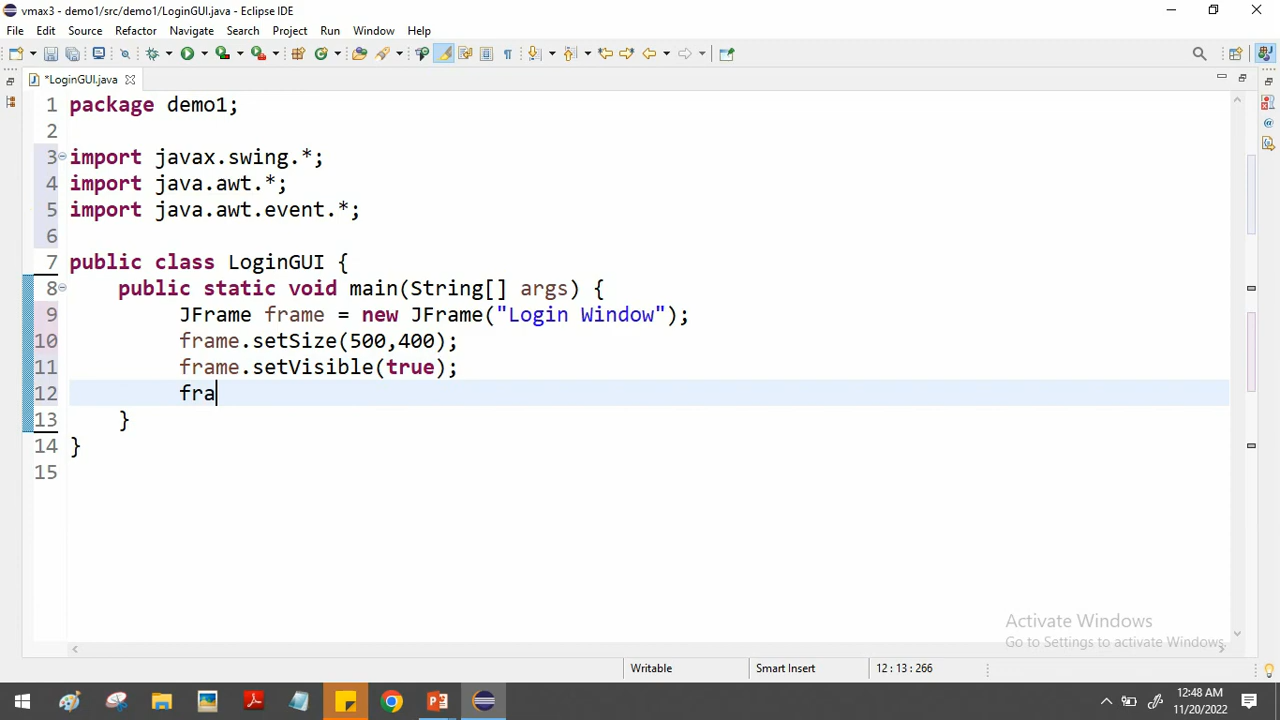 vmax3 - demo1/src/demo1/LoginGUI.java - Eclipse IDE
File Edit Source Refactor Navigate Search Project Run Window Help
*LoginGUI.java
1 package demo1;
2
3 import javax.swing.*;
4 import java.awt.*;
5 import java.awt.event.*;
6
7 public class LoginGUI {
8 public static void main(String[] args) {
9 JFrame frame = new JFrame("Login Window");
10 frame.setSize(500,400);
11 frame.setVisible(true);
12 fra
13 }
14 }
15
Activate Windows
Go to Settings to activate Windows.
Writable Smart Insert 12 : 13 : 266
12:48 AM
11/20/2022